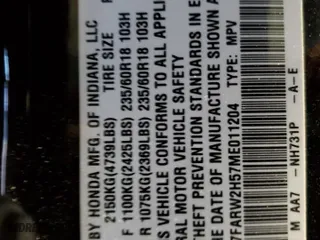 BY HONDA MFG. OF INDIANA, LLC
TIRE SIZE
2150KG(4739LBS)
F 1100KG(2425LBS) 235/60R18 103H
R 1075KG(2369LBS) 235/60R18 103H
VEHICLE CONFORMS TO ALL APPL
MOTOR VEHICLE SAFETY
THEFT PREVENTION STANDARDS IN E
DATE OF MANUFACTURE SHOWN A
7FARW2H57ME011204 TYPE: MPV
M AA7 -NH731P -A-E